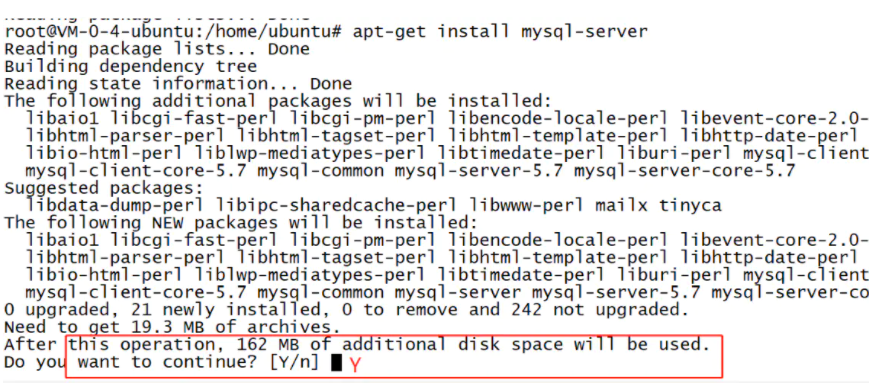 root@VM-0-4-ubuntu:/home/ubuntu# apt-get install mysql-server
Reading package lists... Done
Building dependency tree
Reading state information... Done
The following additional packages will be installed:
libaio1 libcgi-fast-perl libcgi-pm-perl libencode-locale-perl libevent-core-2.0-
libhtml-parser-perl libhtml-tagset-perl libhtml-template-perl libhttp-date-perl
libio-html-perl liblwp-mediatypes-perl libtimedate-perl liburi-perl mysql-client
mysql-client-core-5.7 mysql-common mysql-server-5.7 mysql-server-core-5.7
Suggested packages:
libdata-dump-perl libipc-sharedcache-perl libwww-perl mailx tinyca
The following NEW packages will be installed:
libaio1 libcgi-fast-perl libcgi-pm-perl libencode-locale-perl libevent-core-2.0-
libhtml-parser-perl libhtml-tagset-perl libhtml-template-perl libhttp-date-perl
libio-html-perl liblwp-mediatypes-perl libtimedate-perl liburi-perl mysql-client
mysql-client-core-5.7 mysql-common mysql-server mysql-server-5.7 mysql-server-co
0 upgraded, 21 newly installed, 0 to remove and 242 not upgraded.
Need to get 19.3 MB of archives.
After this operation, 162 MB of additional disk space will be used.
Do you want to continue? [Y/n] Y